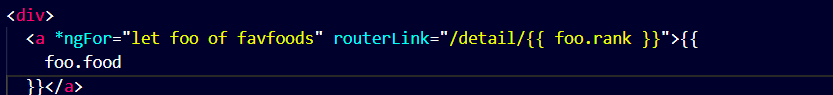 <div>
<a *ngFor="let foo of favfoods" routerLink="/detail/{{ foo.rank }}">{{
foo.food
}}</a>